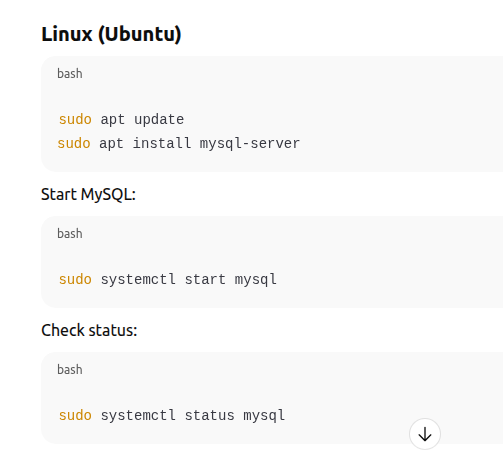 Linux (Ubuntu)
bash
sudo apt update
sudo apt install mysql-server
Start MySQL:
bash
sudo systemctl start mysql
Check status:
bash
sudo systemctl status mysql